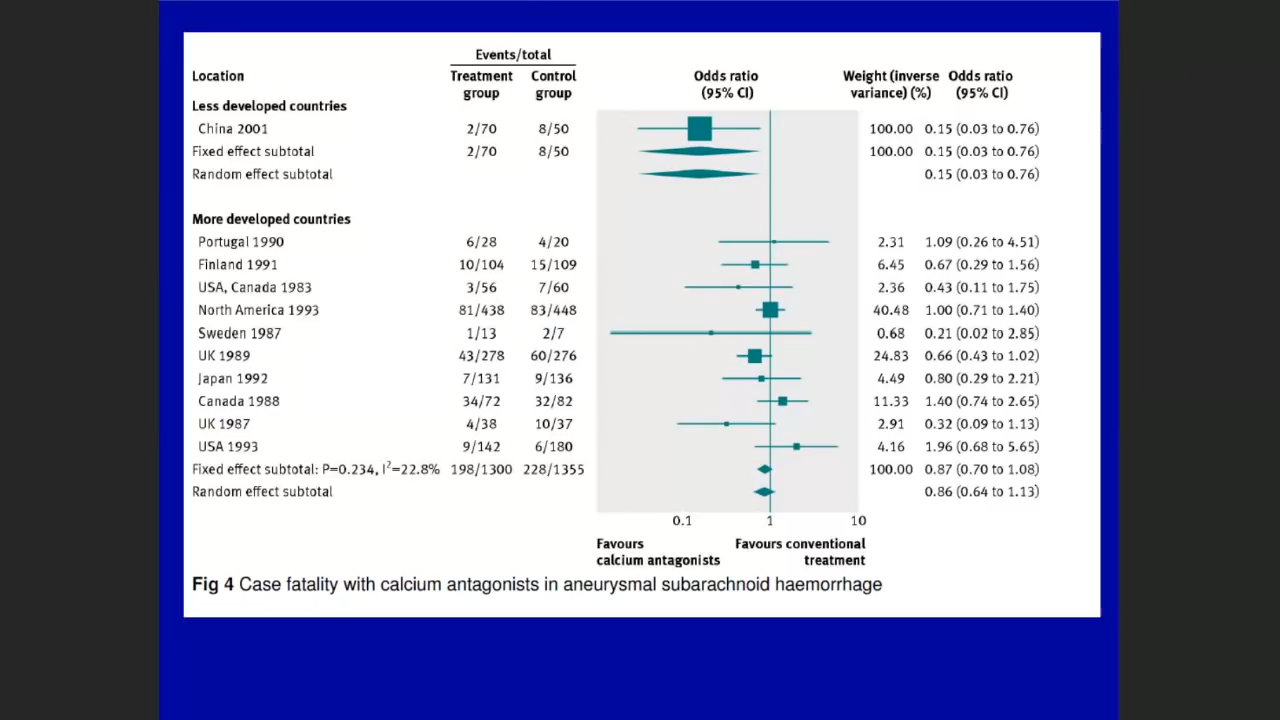 Events/total
Location Treatment group Control group Odds ratio (95% CI) Weight (inverse variance) (%) Odds ratio (95% CI)
Less developed countries
China 2001 2/70 8/50 100.00 0.15 (0.03 to 0.76)
Fixed effect subtotal 2/70 8/50 100.00 0.15 (0.03 to 0.76)
Random effect subtotal 0.15 (0.03 to 0.76)
More developed countries
Portugal 1990 6/28 4/20 2.31 1.09 (0.26 to 4.51)
Finland 1991 10/104 15/109 6.45 0.67 (0.29 to 1.56)
USA, Canada 1983 3/56 7/60 2.36 0.43 (0.11 to 1.75)
North America 1993 81/438 83/448 40.48 1.00 (0.71 to 1.40)
Sweden 1987 1/13 2/7 0.68 0.21 (0.02 to 2.85)
UK 1989 43/278 60/276 24.83 0.66 (0.43 to 1.02)
Japan 1992 7/131 9/136 4.49 0.80 (0.29 to 2.21)
Canada 1988 34/72 32/82 11.33 1.40 (0.74 to 2.65)
UK 1987 4/38 10/37 2.91 0.32 (0.09 to 1.13)
USA 1993 9/142 6/180 4.16 1.96 (0.68 to 5.65)
Fixed effect subtotal: P=0.234, I²=22.8% 198/1300 228/1355 100.00 0.87 (0.70 to 1.08)
Random effect subtotal 0.86 (0.64 to 1.13)
0.1 1 10
Favours calcium antagonists Favours conventional treatment
Fig 4 Case fatality with calcium antagonists in aneurysmal subarachnoid haemorrhage